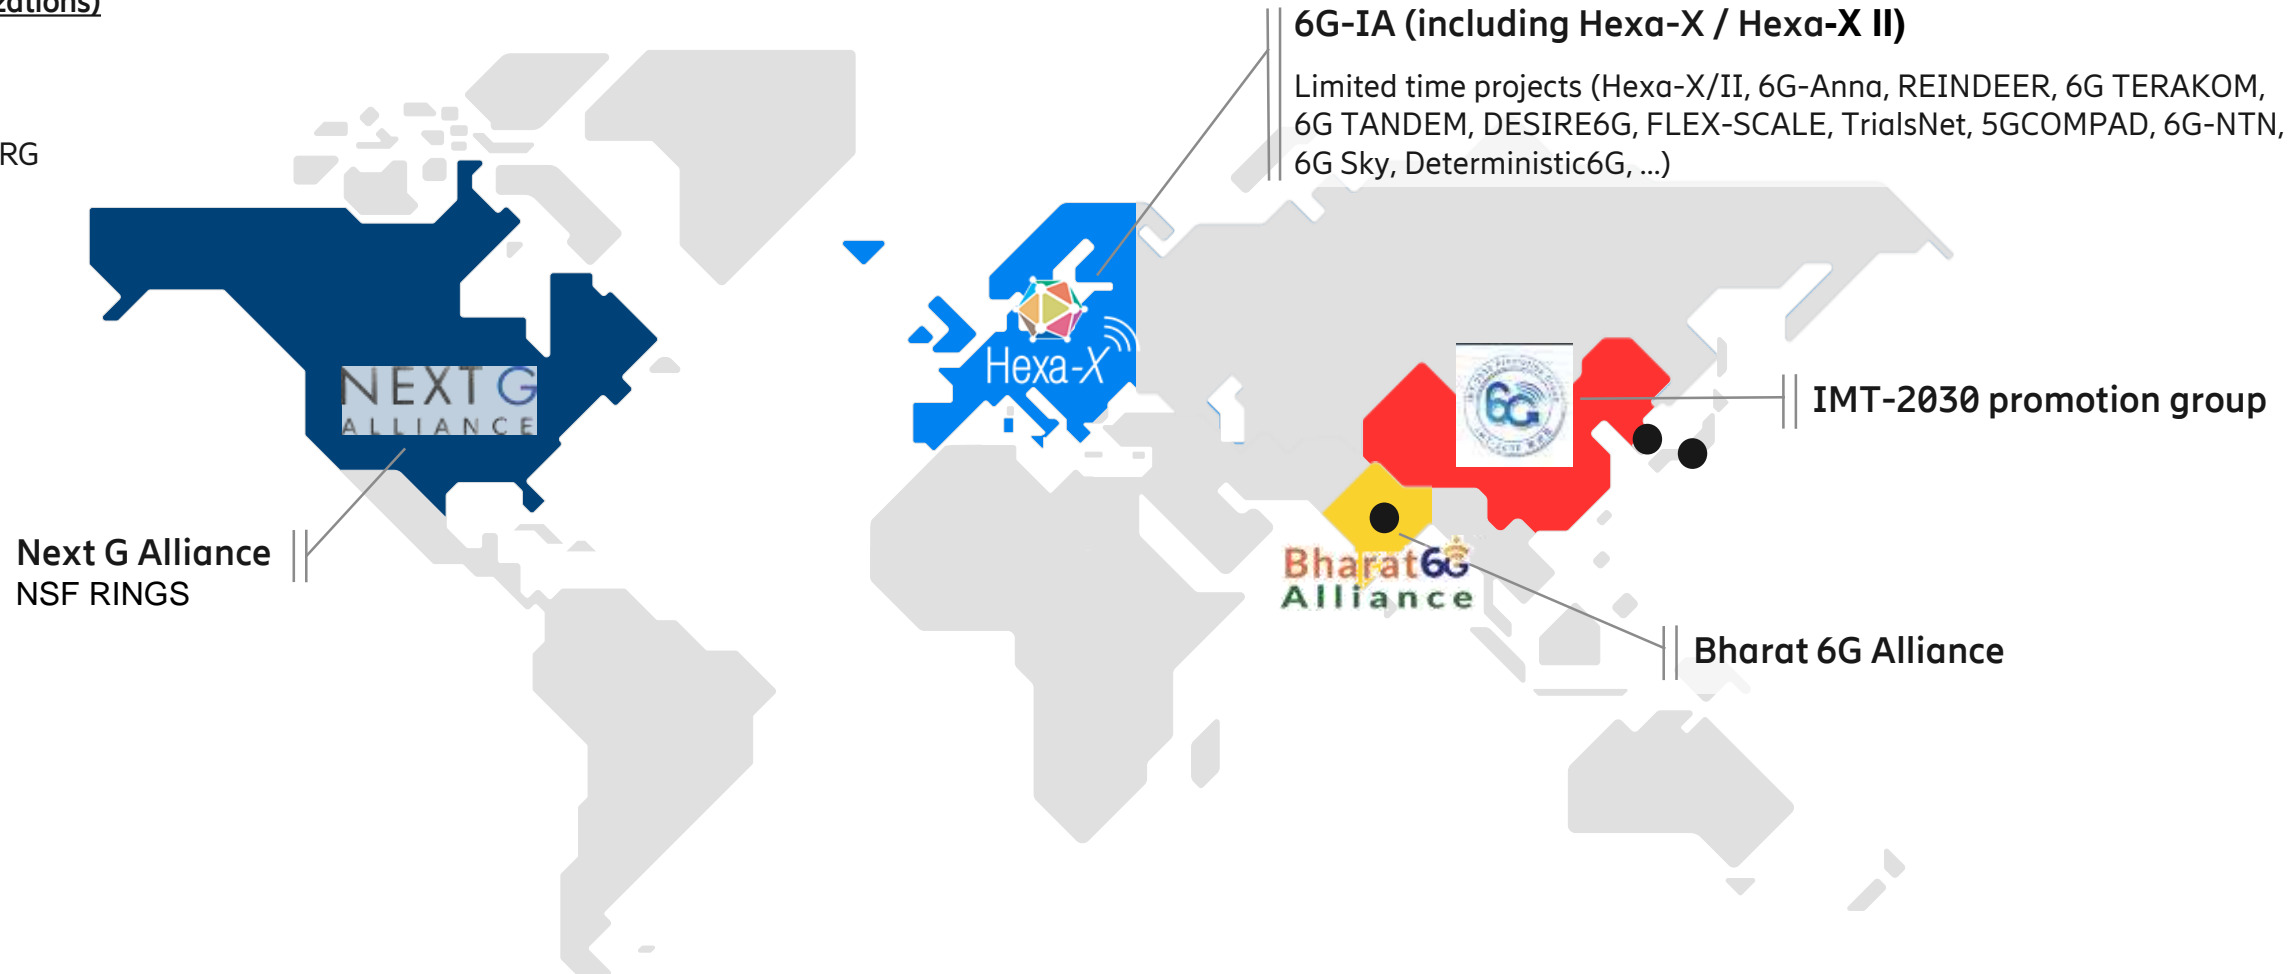 zations)
6G-IA (including Hexa-X / Hexa-X II)
Limited time projects (Hexa-X/II, 6G-Anna, REINDEER, 6G TERAKOM,
6G TANDEM, DESIRE6G, FLEX-SCALE, TrialsNet, 5GCOMPAD, 6G-NTN,
6G Sky, Deterministic6G, ...)
RG
Hexa-X
NEXT G
ALLIANCE
6G
IMT-2030 promotion group
Next G Alliance
NSF RINGS
Bharat6G
Alliance
Bharat 6G Alliance